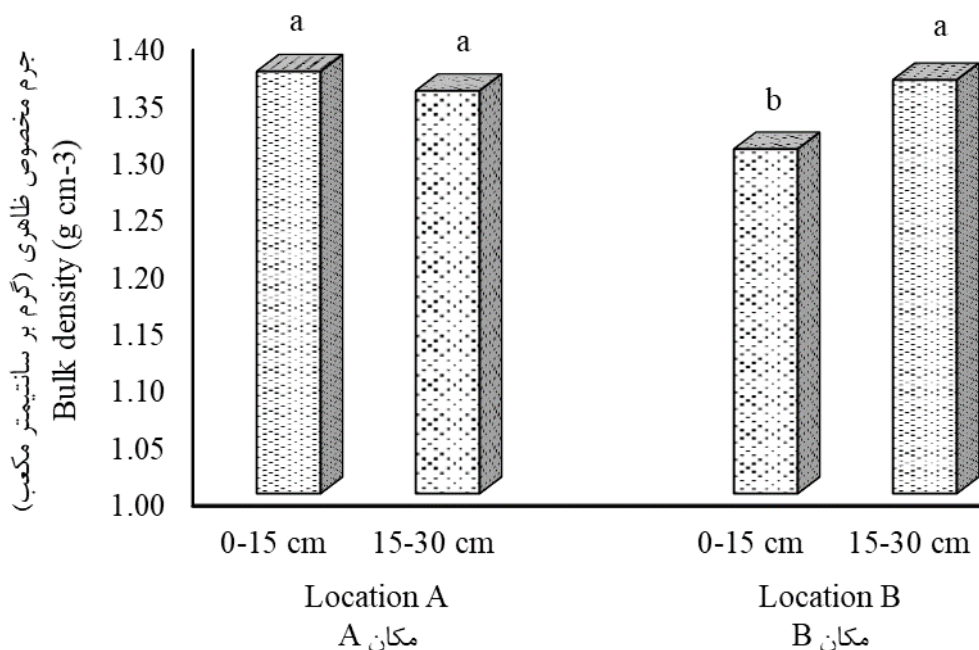 جرم مخصوص ظاهری (گرم بر سانتیمتر مکعب)
Bulk density (g cm-3)
1.40
1.35
1.30
1.25
1.20
1.15
1.10
1.05
1.00
a
a
b
a
0-15 cm
15-30 cm
0-15 cm
15-30 cm
Location A
مکان A
Location B
مکان B